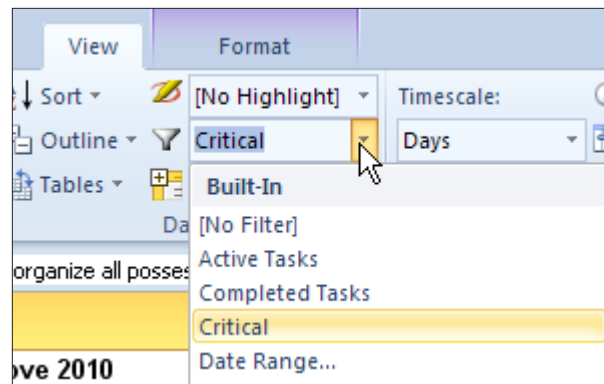 View Format
Sort [No Highlight] Timescale:
Outline Critical Days
Tables Built-In
Da [No Filter]
organize all posses Active Tasks
Completed Tasks
Critical
ove 2010 Date Range...